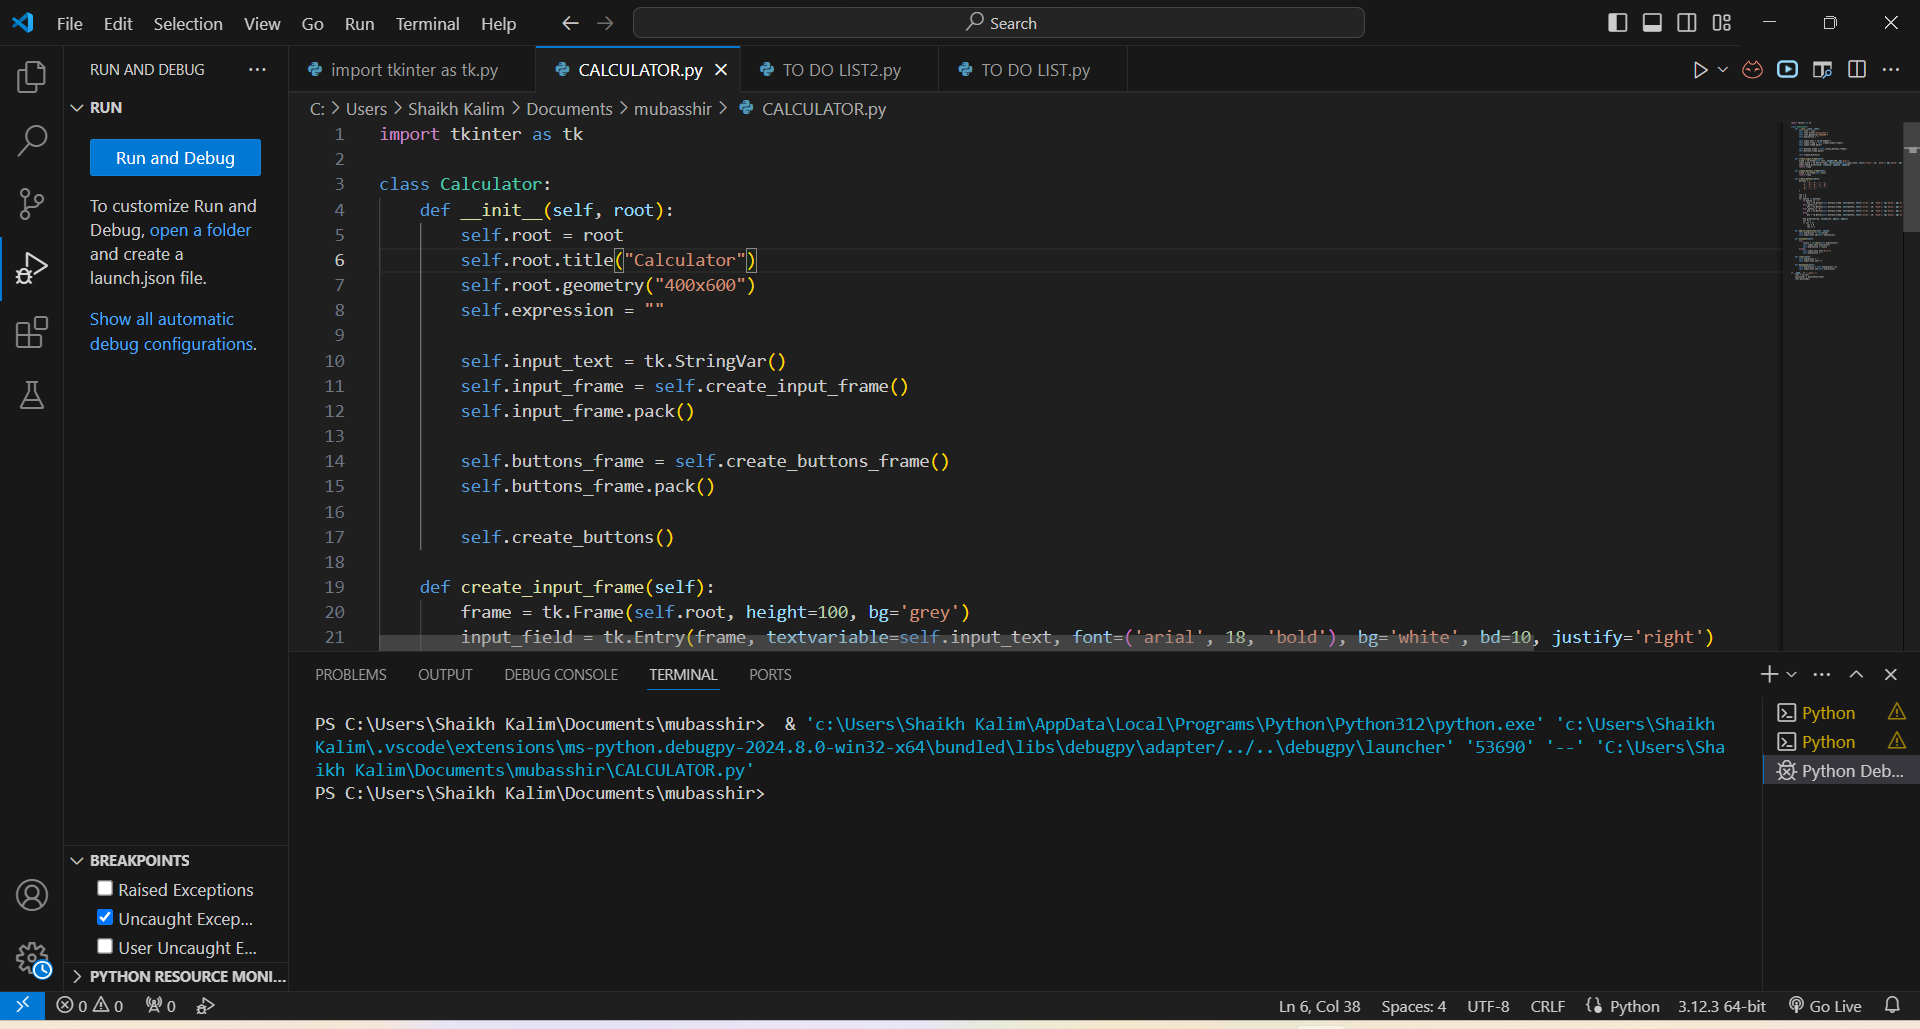 File Edit Selection View Go Run Terminal Help
Search
RUN AND DEBUG
import tkinter as tk.py
CALCULATOR.py
TO DO LIST2.py
TO DO LIST.py
RUN
Run and Debug
To customize Run and
Debug, open a folder
and create a
launch.json file.
Show all automatic
debug configurations.
C: > Users > Shaikh Kalim > Documents > mubasshir > CALCULATOR.py
1 import tkinter as tk
2
3 class Calculator:
4 def __init__(self, root):
5 self.root = root
6 self.root.title("Calculator")
7 self.root.geometry("400x600")
8 self.expression = ""
9
10 self.input_text = tk.StringVar()
11 self.input_frame = self.create_input_frame()
12 self.input_frame.pack()
13
14 self.buttons_frame = self.create_buttons_frame()
15 self.buttons_frame.pack()
16
17 self.create_buttons()
18
19 def create_input_frame(self):
20 frame = tk.Frame(self.root, height=100, bg='grey')
21 input_field = tk.Entry(frame, textvariable=self.input_text, font=('arial', 18, 'bold'), bg='white', bd=10, justify='right')
PROBLEMS OUTPUT DEBUG CONSOLE TERMINAL PORTS
PS C:\Users\Shaikh Kalim\Documents\mubasshir> & 'c:\Users\Shaikh Kalim\AppData\Local\Programs\Python\Python312\python.exe' 'c:\Users\Shaikh
Kalim\.vscode\extensions\ms-python.debugpy-2024.8.0-win32-x64\bundled\libs\debugpy\adapter/../..\debugpy\launcher' '53690' '--' 'C:\Users\Sha
ikh Kalim\Documents\mubasshir\CALCULATOR.py'
PS C:\Users\Shaikh Kalim\Documents\mubasshir>
Python
Python
Python Deb...
BREAKPOINTS
Raised Exceptions
Uncaught Excep...
User Uncaught E...
PYTHON RESOURCE MONI...
0 0 0
Ln 6, Col 38 Spaces: 4 UTF-8 CRLF Python 3.12.3 64-bit Go Live